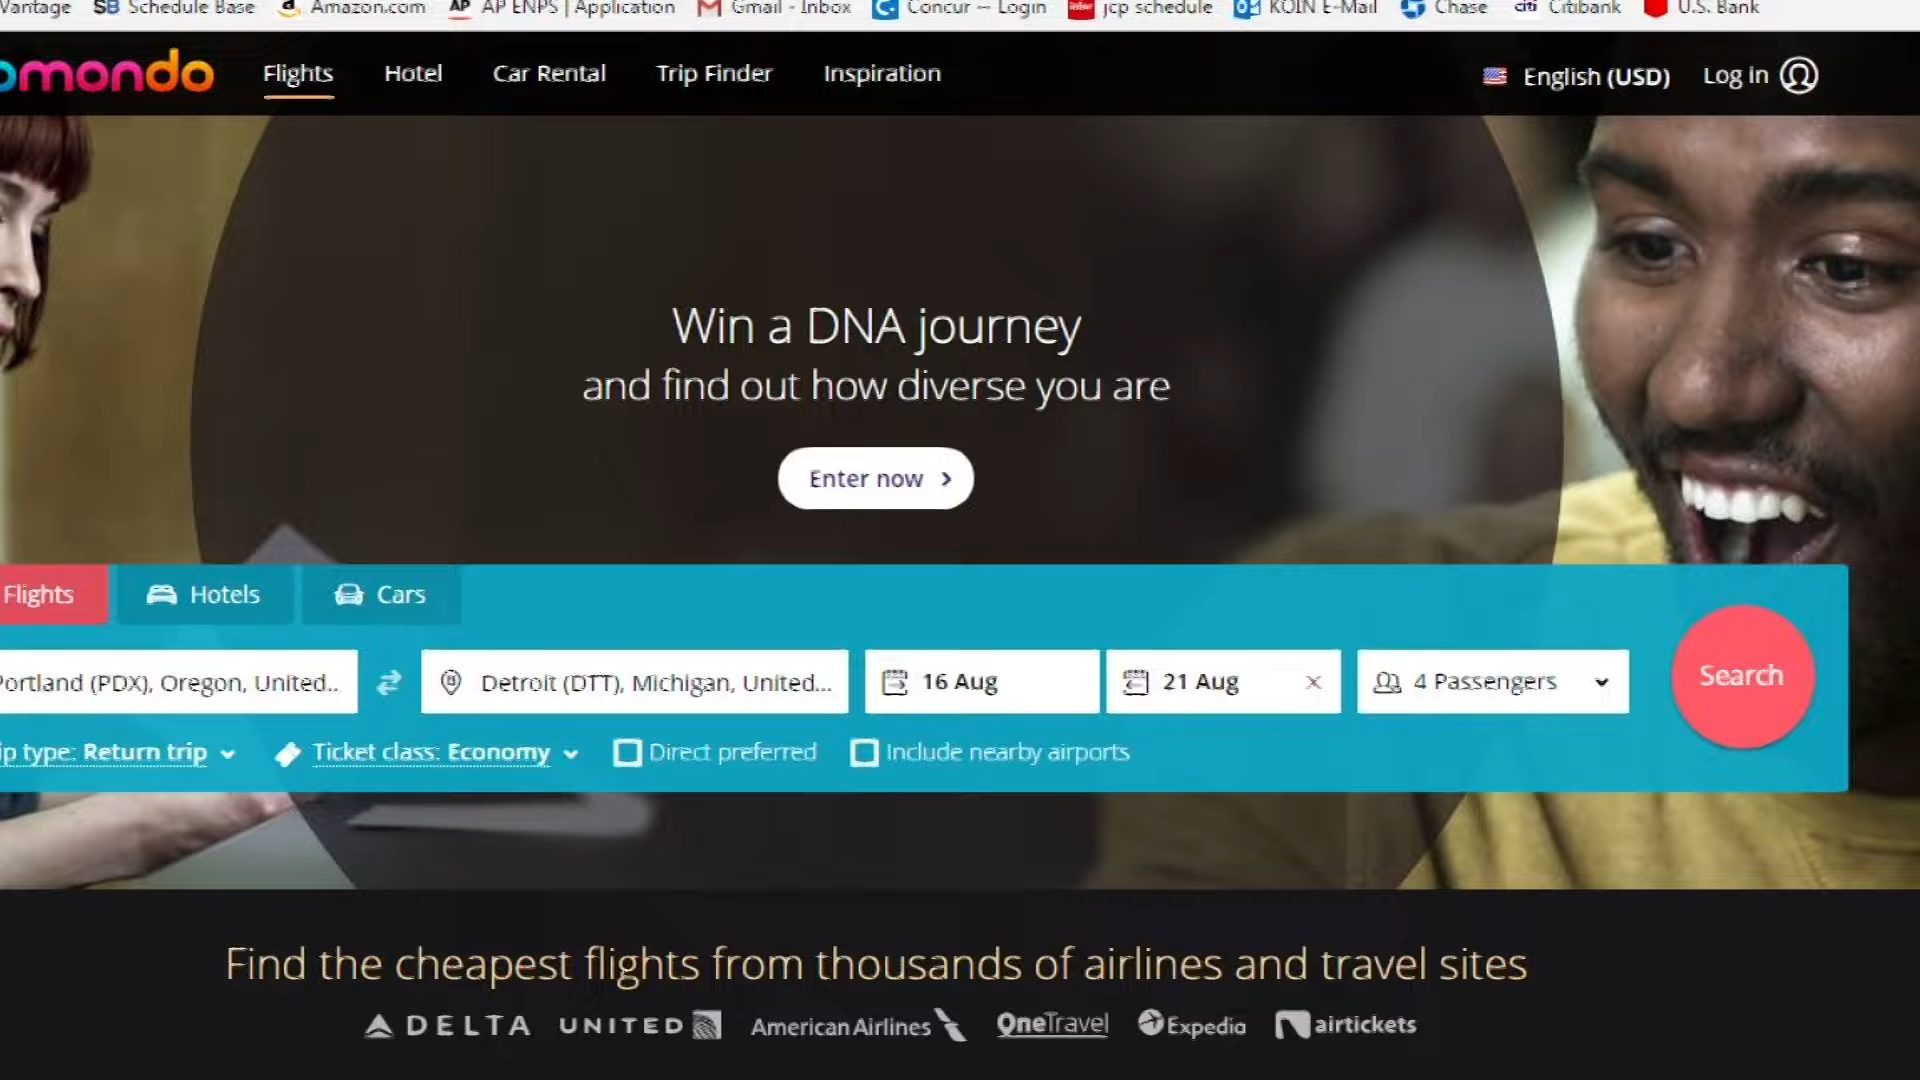 Vantage SB Schedule Base Amazon.com AP AP ENPS | Application Gmail - Inbox Concur — Login jcp schedule KOIN E-Mail Chase citi Citibank U.S. Bank
omondo Flights Hotel Car Rental Trip Finder Inspiration English (USD) Log in
Win a DNA journey
and find out how diverse you are
Enter now
Flights Hotels Cars
Portland (PDX), Oregon, United.. Detroit (DTT), Michigan, United... 16 Aug 21 Aug 4 Passengers Search
ip type: Return trip Ticket class: Economy Direct preferred Include nearby airports
Find the cheapest flights from thousands of airlines and travel sites
DELTA UNITED American Airlines OneTravel Expedia airtickets